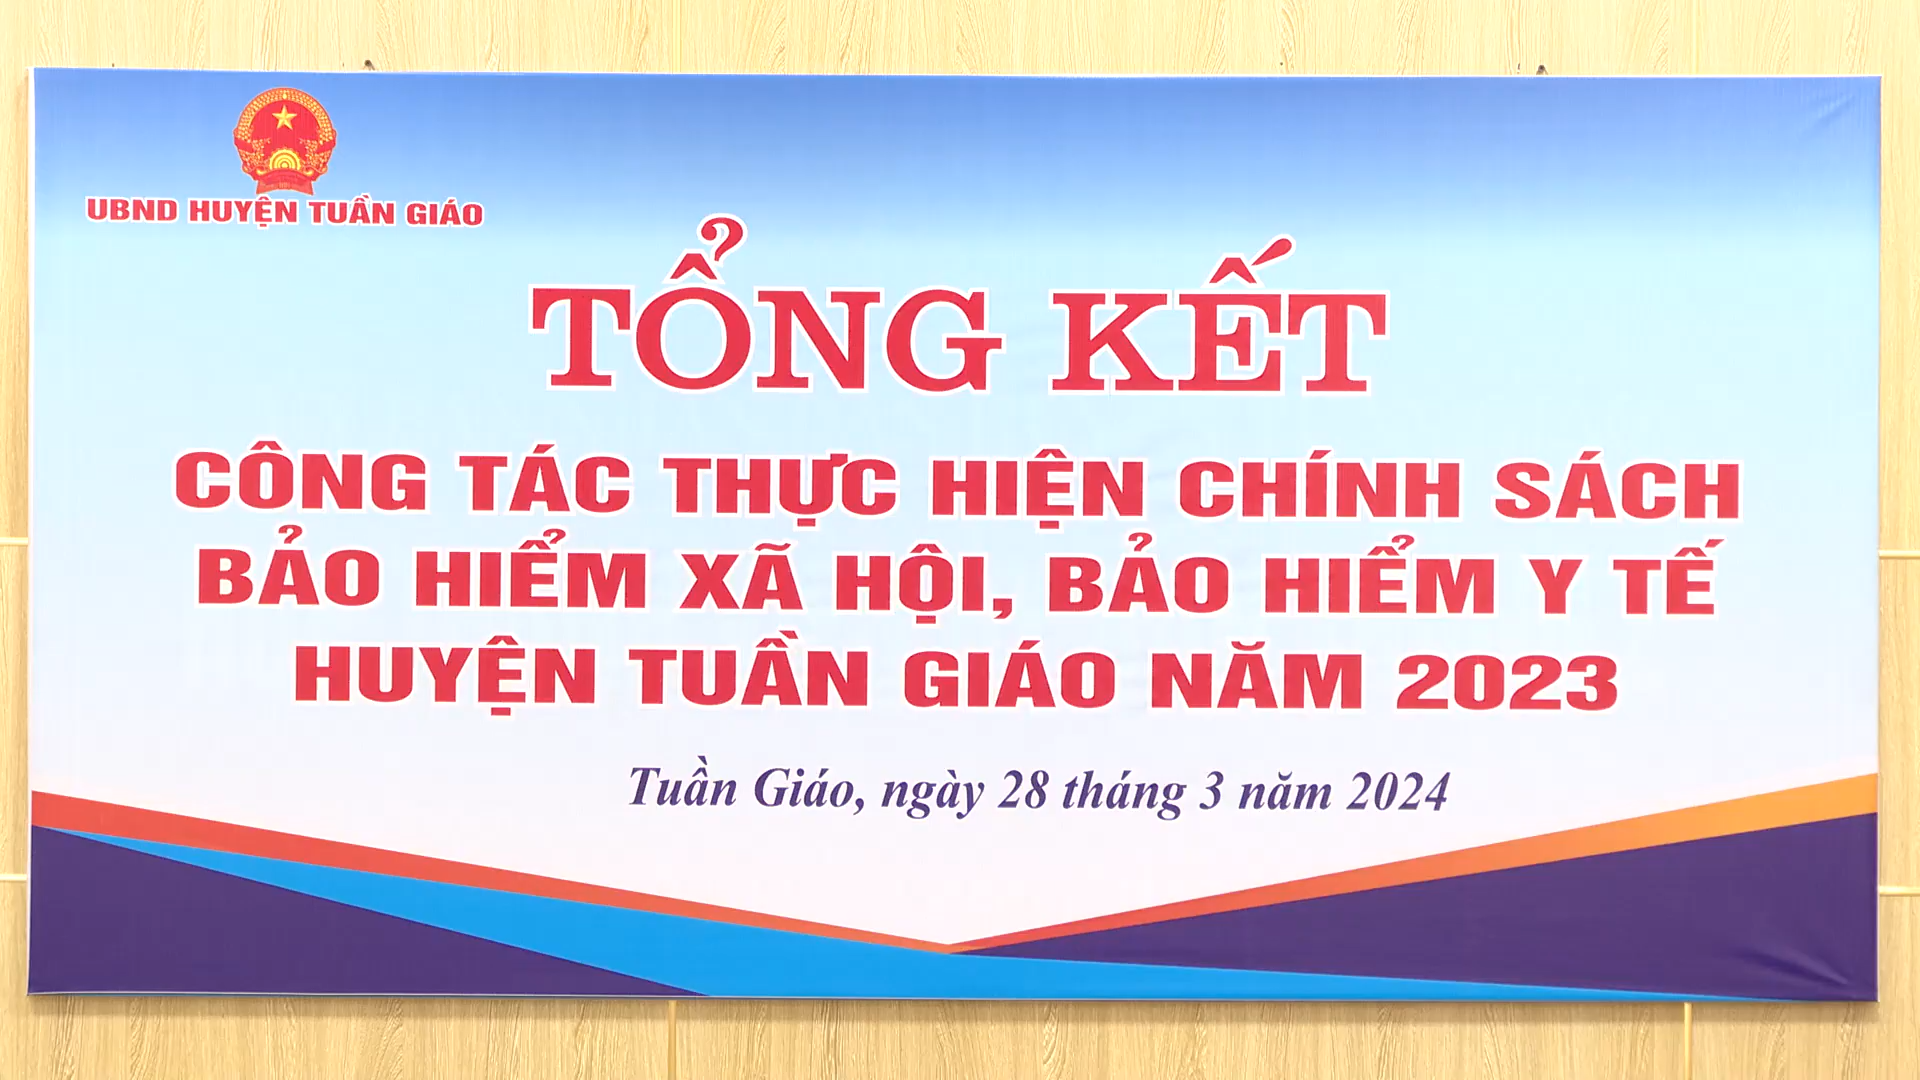 UBND HUYỆN TUẦN GIÁO
TỔNG KẾT
CÔNG TÁC THỰC HIỆN CHÍNH SÁCH
BẢO HIỂM XÃ HỘI, BẢO HIỂM Y TẾ
HUYỆN TUẦN GIÁO NĂM 2023
Tuần Giáo, ngày 28 tháng 3 năm 2024